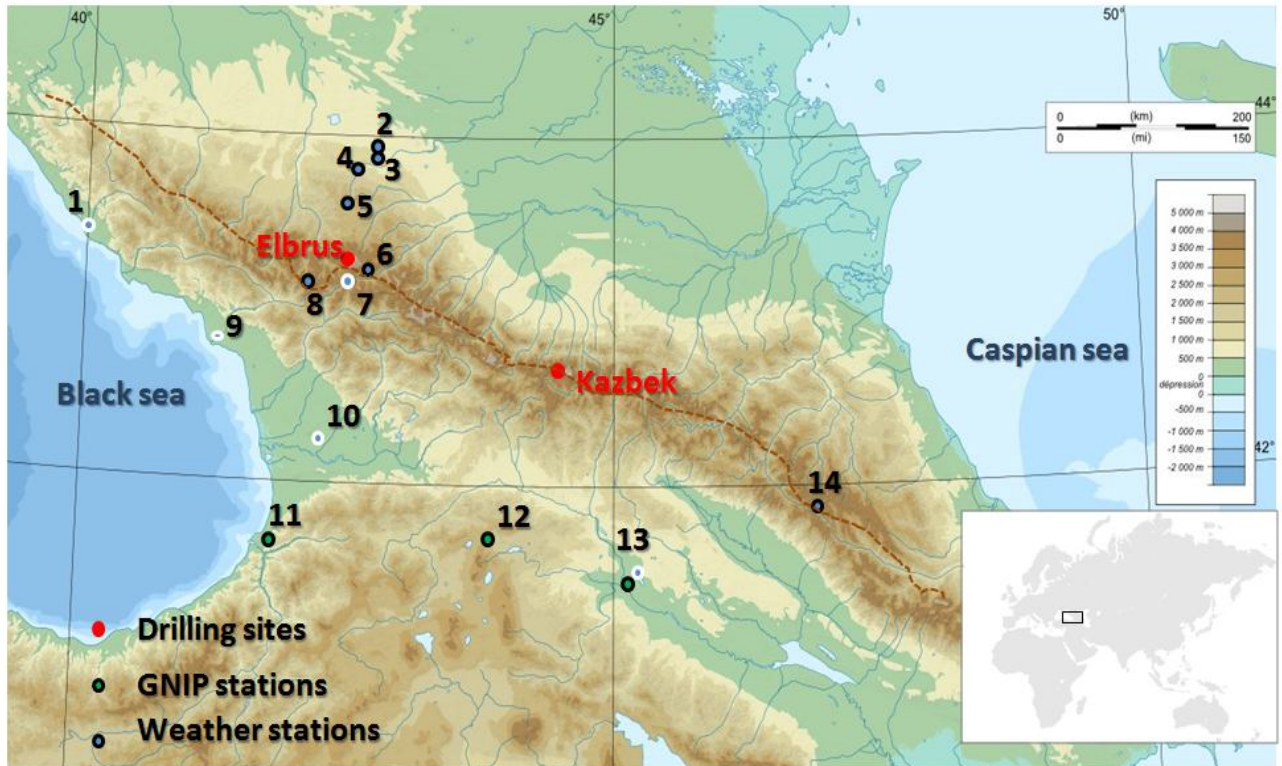 40°
45°
50°
44°
0 (km) 200
0 (mi) 150
2
4
3
1
5
Elbrus
6
8
7
9
Caspian sea
Black sea
Kazbek
10
42°
14
11
12
13
5 000 m
4 000 m
3 500 m
3 000 m
2 500 m
2 000 m
1 500 m
1 000 m
500 m
0
dépression
0
-500 m
-1 000 m
-1 500 m
-2 000 m
Drilling sites
GNIP stations
Weather stations